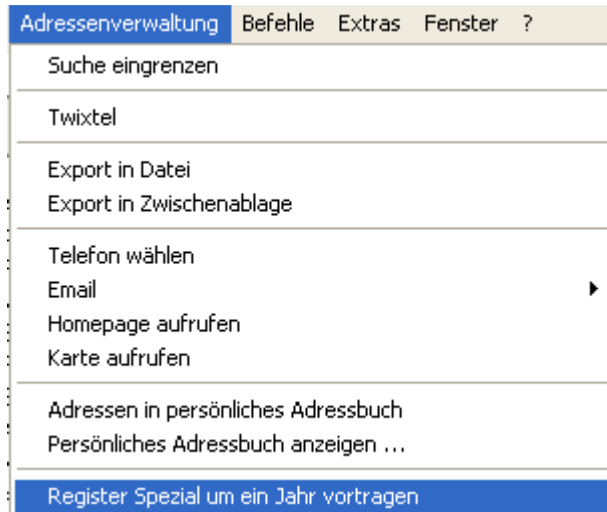 Adressenverwaltung Befehle Extras Fenster ?
Suche eingrenzen
Twixtel
Export in Datei
Export in Zwischenablage
Telefon wählen
Email
Homepage aufrufen
Karte aufrufen
Adressen in persönliches Adressbuch
Persönliches Adressbuch anzeigen ...
Register Spezial um ein Jahr vortragen